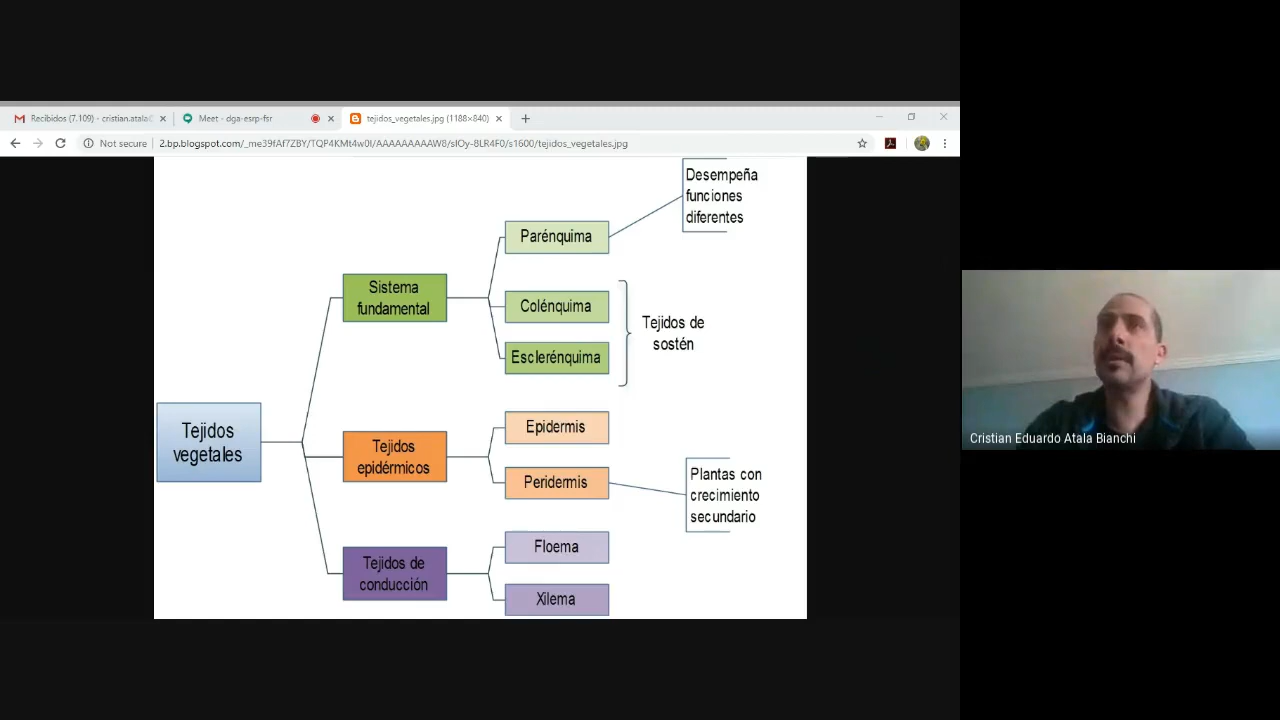 Recibidos (7.109) - cristian.atala
Meet - dga-esrp-fsr
tejidos_vegetales.jpg (1188×840)
Not secure
2.bp.blogspot.com/_me39fAf7ZBY/TQP4KMt4w0I/AAAAAAAAAW8/sIOy-8LR4F0/s1600/tejidos_vegetales.jpg
Desempeña
funciones
diferentes
Parénquima
Sistema
fundamental
Colénquima
Tejidos de
sostén
Esclerénquima
Tejidos
vegetales
Epidermis
Tejidos
epidérmicos
Peridermis
Plantas con
crecimiento
secundario
Floema
Tejidos de
conducción
Xilema
Cristian Eduardo Atala Bianchi